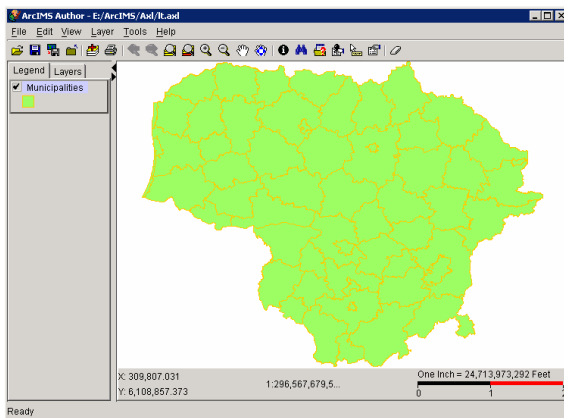 ArcIMS Author - E:/ArcIMS/Axl/lt.axl
File Edit View Layer Tools Help
Legend Layers
Municipalities
X: 309,807.031
Y: 6,108,857.373
1:296,567,679,5...
One Inch = 24,713,973,292 Feet
0 1 2
Ready